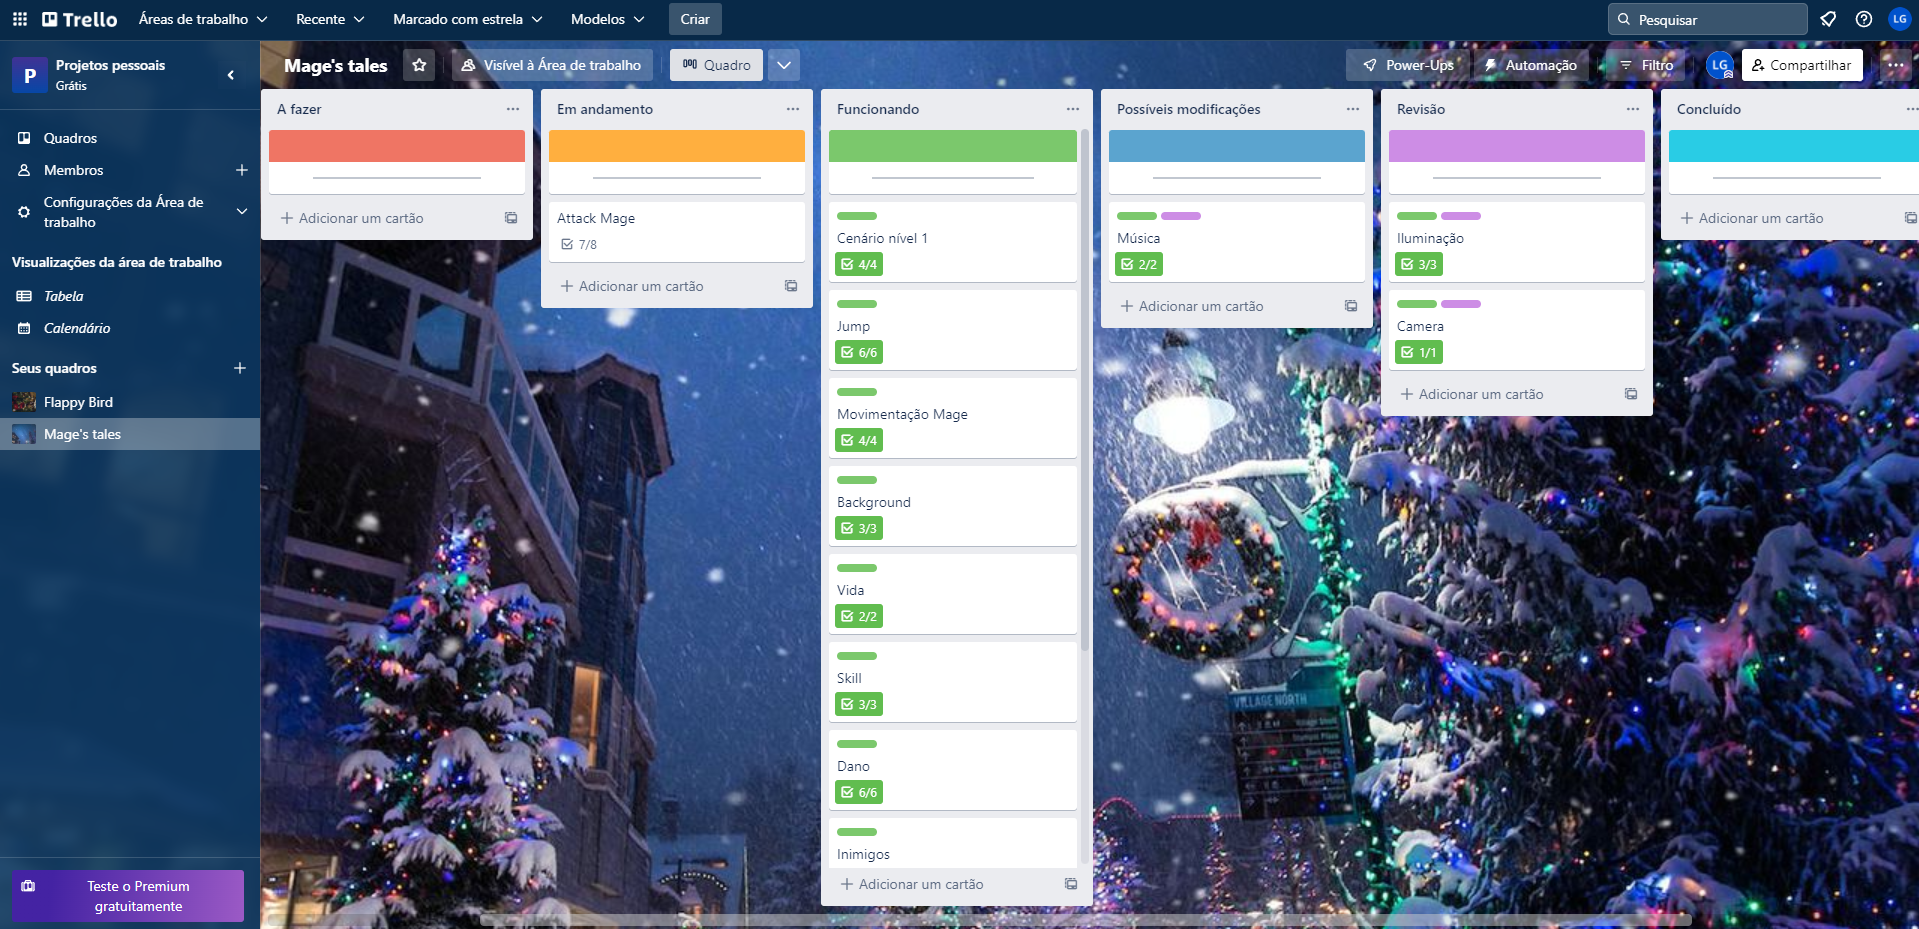 Trello
Áreas de trabalho
Recente
Marcado com estrela
Modelos
Criar
Pesquisar
LG
P
Projetos pessoais
Grátis
Mage's tales
Visível à Área de trabalho
Quadro
Power-Ups
Automação
Filtro
LG
Compartilhar
Quadros
Membros
Configurações da Área de
trabalho
Visualizações da área de trabalho
Tabela
Calendário
Seus quadros
Flappy Bird
Mage's tales
Teste o Premium
gratuitamente
A fazer
Adicionar um cartão
Em andamento
Attack Mage
7/8
Adicionar um cartão
Funcionando
Cenário nível 1
4/4
Jump
6/6
Movimentação Mage
4/4
Background
3/3
Vida
2/2
Skill
3/3
Dano
6/6
Inimigos
Adicionar um cartão
Possíveis modificações
Música
2/2
Adicionar um cartão
Revisão
Iluminação
3/3
Camera
1/1
Adicionar um cartão
Concluído
Adicionar um cartão
VILLAGE NORTH